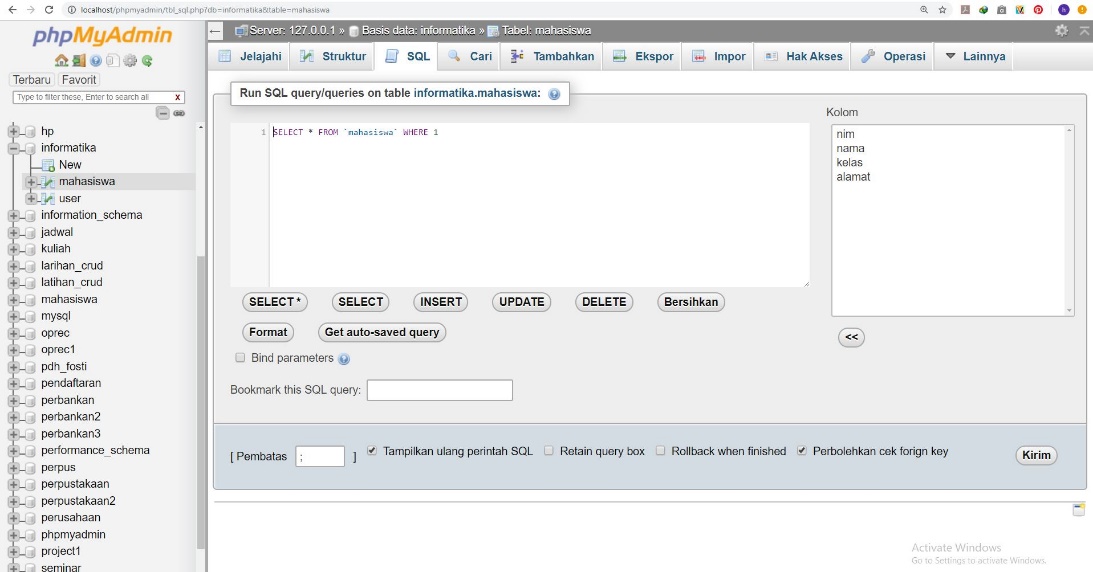 localhost/phpmyadmin/tbl_sql.php?db=informatika&table=mahasiswa
phpMyAdmin
Terbaru Favorit
Type to filter these, Enter to search all X
hp
informatika
New
mahasiswa
user
information_schema
jadwal
kuliah
larihan_crud
latihan_crud
mahasiswa
mysql
oprec
oprec1
pdh_fosti
pendaftaran
perbankan
perbankan2
perbankan3
performance_schema
perpus
perpustakaan
perpustakaan2
perusahaan
phpmyadmin
project1
seminar
Server: 127.0.0.1 » Basis data: informatika » Tabel: mahasiswa
Jelajahi Struktur SQL Cari Tambahkan Ekspor Impor Hak Akses Operasi Lainnya
Run SQL query/queries on table informatika.mahasiswa:
1 SELECT * FROM `mahasiswa` WHERE 1
Kolom
nim
nama
kelas
alamat
SELECT * SELECT INSERT UPDATE DELETE Bersihkan
Format Get auto-saved query
<<
Bind parameters
Bookmark this SQL query:
[ Pembatas ; ] Tampilkan ulang perintah SQL Retain query box Rollback when finished Perbolehkan cek forign key Kirim
Activate Windows
Go to Settings to activate Windows.